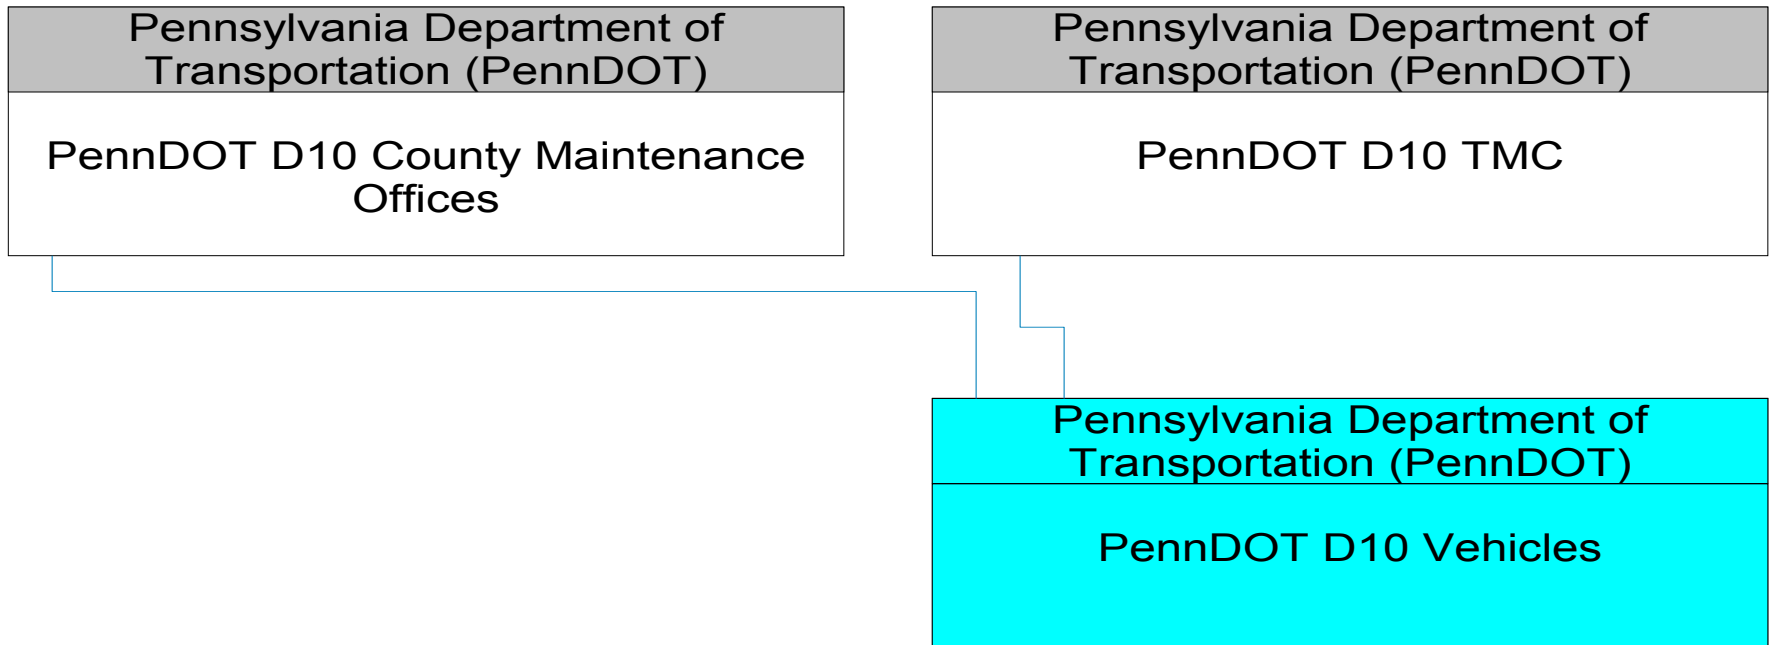 Pennsylvania Department of
Transportation (PennDOT)
PennDOT D10 County Maintenance
Offices
Pennsylvania Department of
Transportation (PennDOT)
PennDOT D10 TMC
Pennsylvania Department of
Transportation (PennDOT)
PennDOT D10 Vehicles